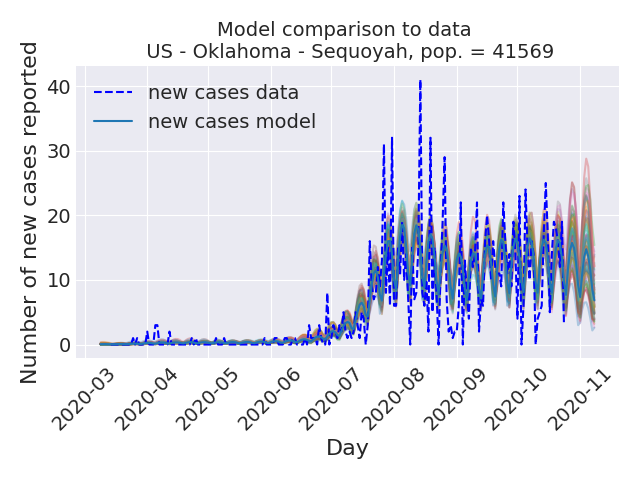 Model comparison to data
US - Oklahoma - Sequoyah, pop. = 41569
Number of new cases reported
40
30
20
10
0
new cases data
new cases model
2020-03
2020-04
2020-05
2020-06
2020-07
2020-08
2020-09
2020-10
2020-11
Day